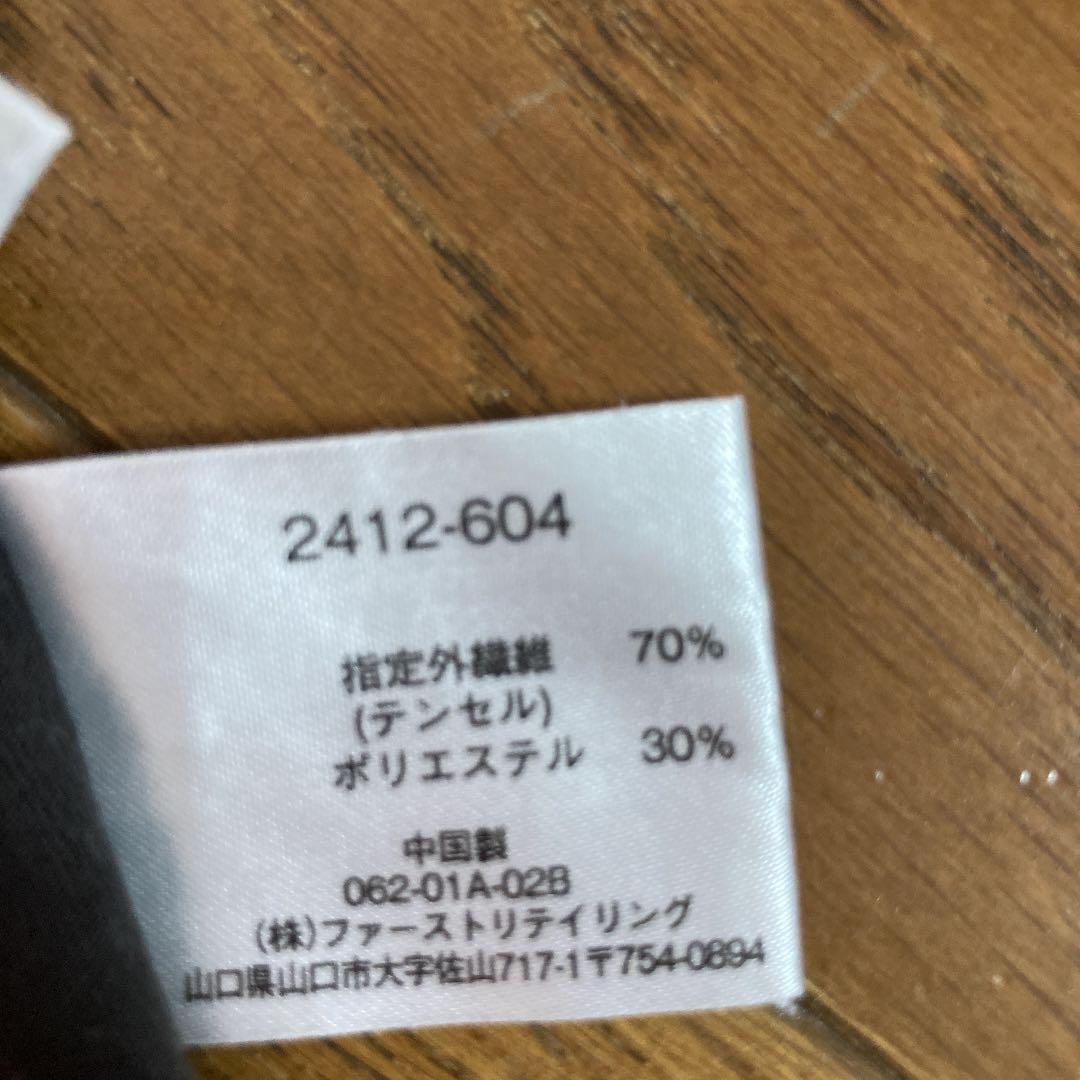 2412-604
指定外繊維 70%
(テンセル)
ポリエステル 30%
中国製
062-01A-02B
(株)ファーストリテイリング
山口県山口市大字佐山717-1〒754-0894